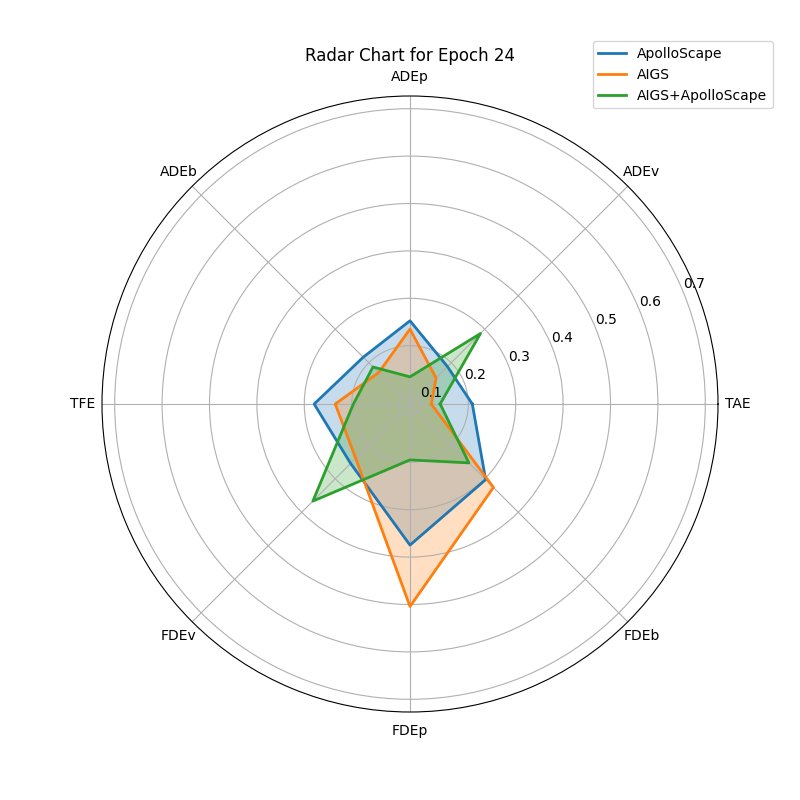 Radar Chart for Epoch 24
ApolloScape
AIGS
AIGS+ApolloScape
ADEp
ADEb
ADEv
0.7
0.6
0.5
0.4
0.3
0.2
0.1
TFE
TAE
FDEv
FDEb
FDEp